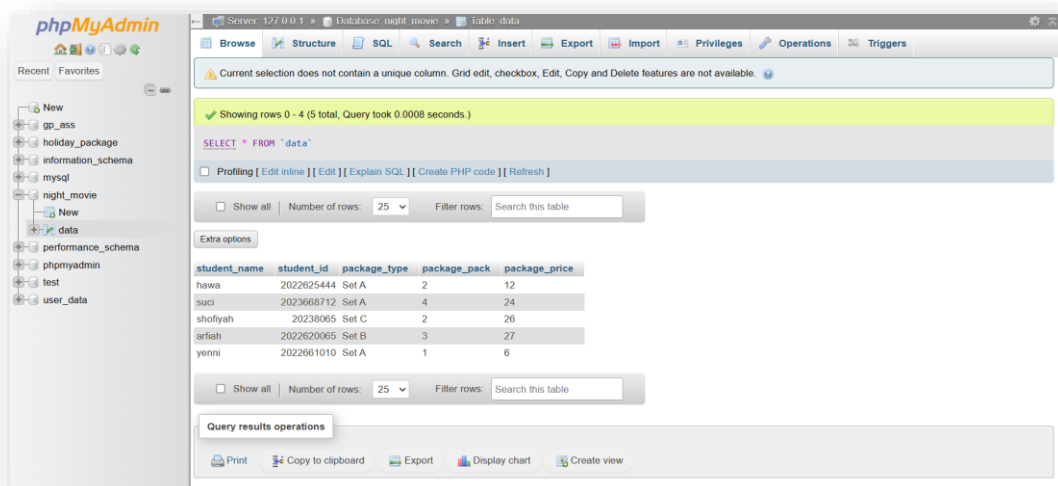 phpMyAdmin
Recent Favorites
New
gp_ass
holiday_package
information_schema
mysql
night_movie
New
data
performance_schema
phpmyadmin
test
user_data
Server: 127.0.0.1 » Database: night_movie » Table: data
Browse Structure SQL Search Insert Export Import Privileges Operations Triggers
Current selection does not contain a unique column. Grid edit, checkbox, Edit, Copy and Delete features are not available.
Showing rows 0 - 4 (5 total, Query took 0.0008 seconds.)
SELECT * FROM `data`
Profiling [ Edit inline ] [ Edit ] [ Explain SQL ] [ Create PHP code ] [ Refresh ]
Show all Number of rows: 25 Filter rows: Search this table
Extra options
student_name student_id package_type package_pack package_price
hawa 2022625444 Set A 2 12
suci 2023668712 Set A 4 24
shofiyah 20238065 Set C 2 26
arfiah 2022620065 Set B 3 27
yenni 2022661010 Set A 1 6
Show all Number of rows: 25 Filter rows: Search this table
Query results operations
Print Copy to clipboard Export Display chart Create view